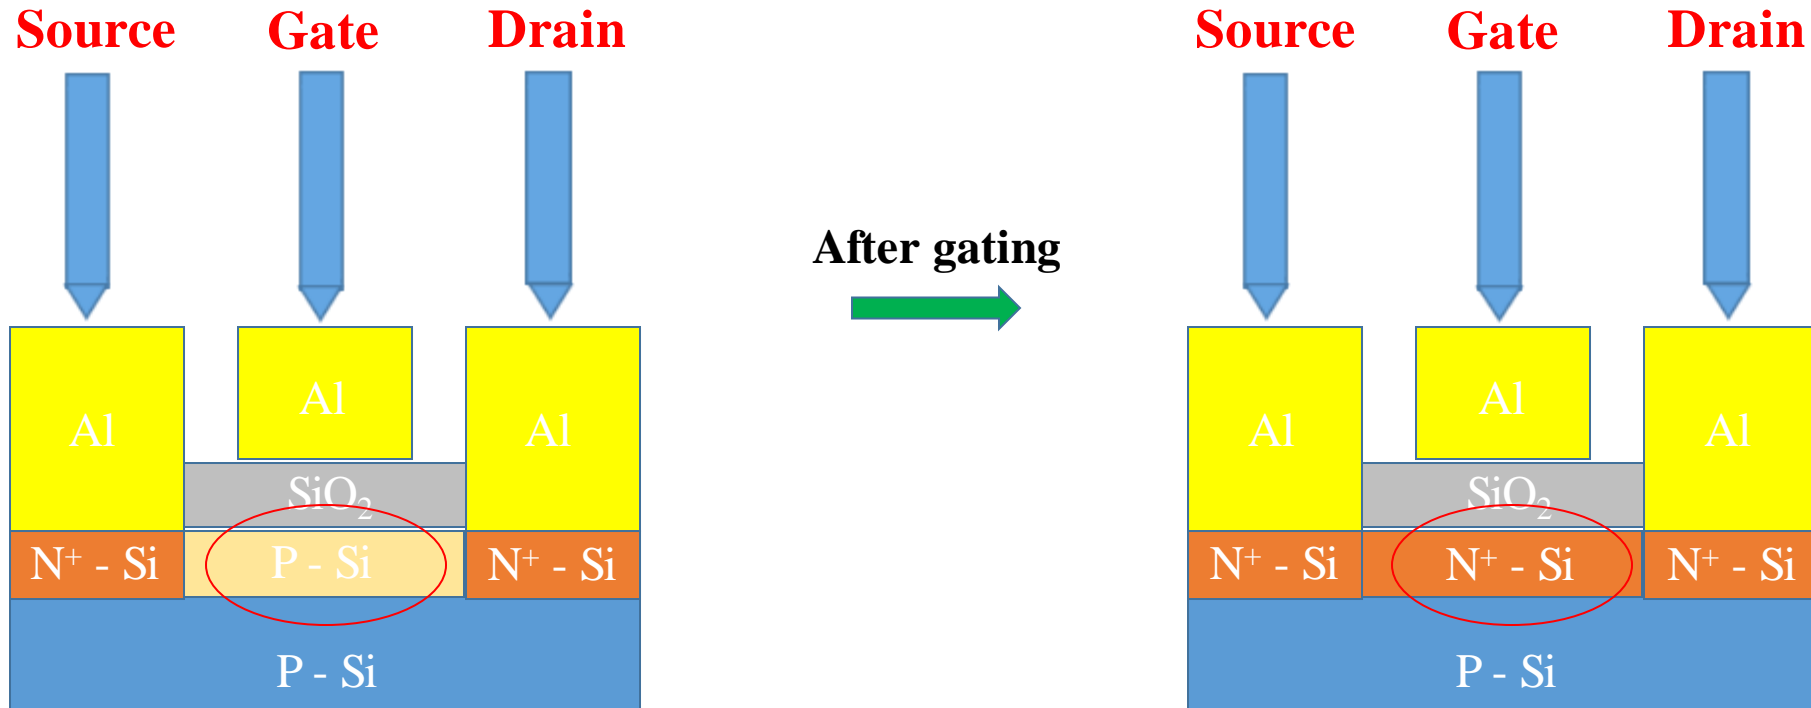 Source Gate Drain
Source Gate Drain
After gating
Al Al Al
SiO₂
N⁺ - Si P - Si N⁺ - Si
P - Si
Al Al Al
SiO₂
N⁺ - Si N⁺ - Si N⁺ - Si
P - Si